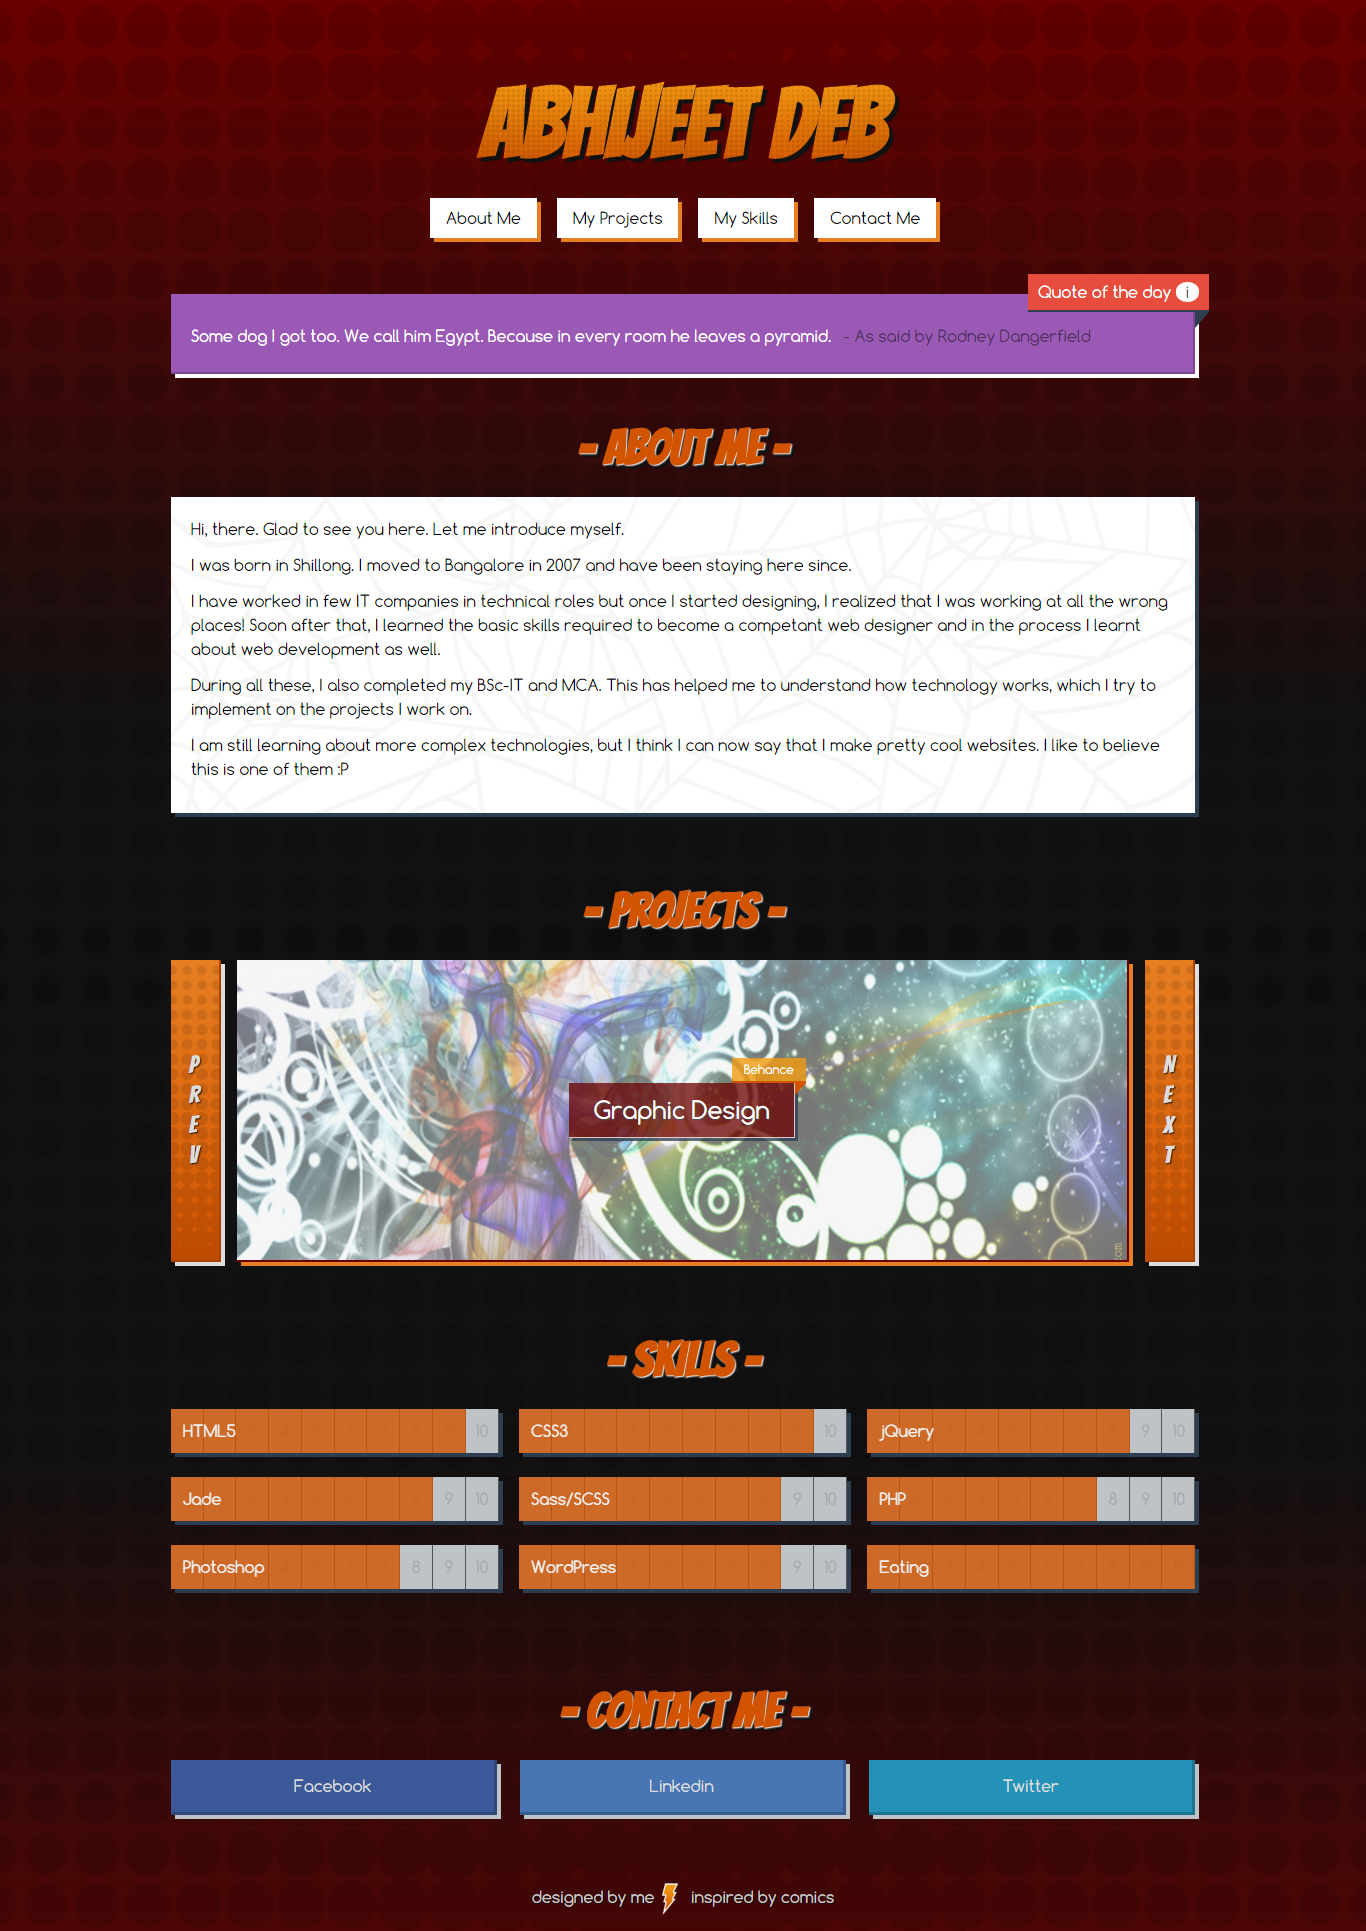 ABHIJEET DEB
About Me
My Projects
My Skills
Contact Me
Quote of the day i
Some dog I got too. We call him Egypt. Because in every room he leaves a pyramid. - As said by Rodney Dangerfield
- ABOUT ME -
Hi, there. Glad to see you here. Let me introduce myself.
I was born in Shillong. I moved to Bangalore in 2007 and have been staying here since.
I have worked in few IT companies in technical roles but once I started designing, I realized that I was working at all the wrong
places! Soon after that, I learned the basic skills required to become a competant web designer and in the process I learnt
about web development as well.
During all these, I also completed my BSc-IT and MCA. This has helped me to understand how technology works, which I try to
implement on the projects I work on.
I am still learning about more complex technologies, but I think I can now say that I make pretty cool websites. I like to believe
this is one of them :P
- PROJECTS -
PREV
Behance
Graphic Design
NEXT
- SKILLS -
HTML5 10
CSS3 10
jQuery 9 10
Jade 9 10
Sass/SCSS 9 10
PHP 8 9 10
Photoshop 8 9 10
WordPress 9 10
Eating
- CONTACT ME -
Facebook
Linkedin
Twitter
designed by me inspired by comics